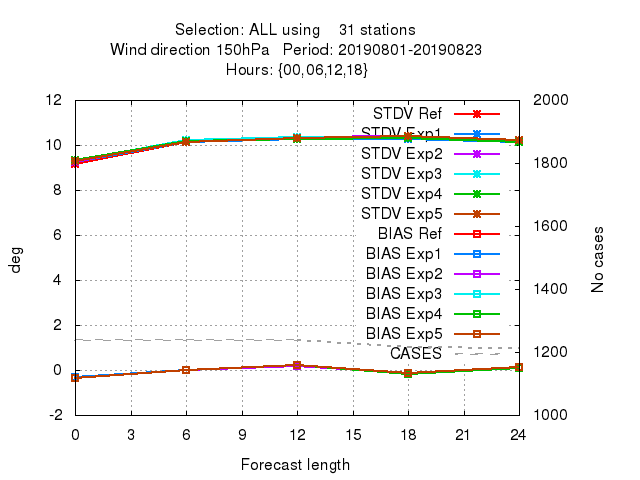 Selection: ALL using 31 stations
Wind direction 150hPa Period: 20190801-20190823
Hours: {00,06,12,18}
12
10
8
6
4
2
0
-2
deg
2000
1800
1600
1400
1200
1000
No cases
STDV Ref
STDV Exp1
STDV Exp2
STDV Exp3
STDV Exp4
STDV Exp5
BIAS Ref
BIAS Exp1
BIAS Exp2
BIAS Exp3
BIAS Exp4
BIAS Exp5
CASES
0 3 6 9 12 15 18 21 24
Forecast length